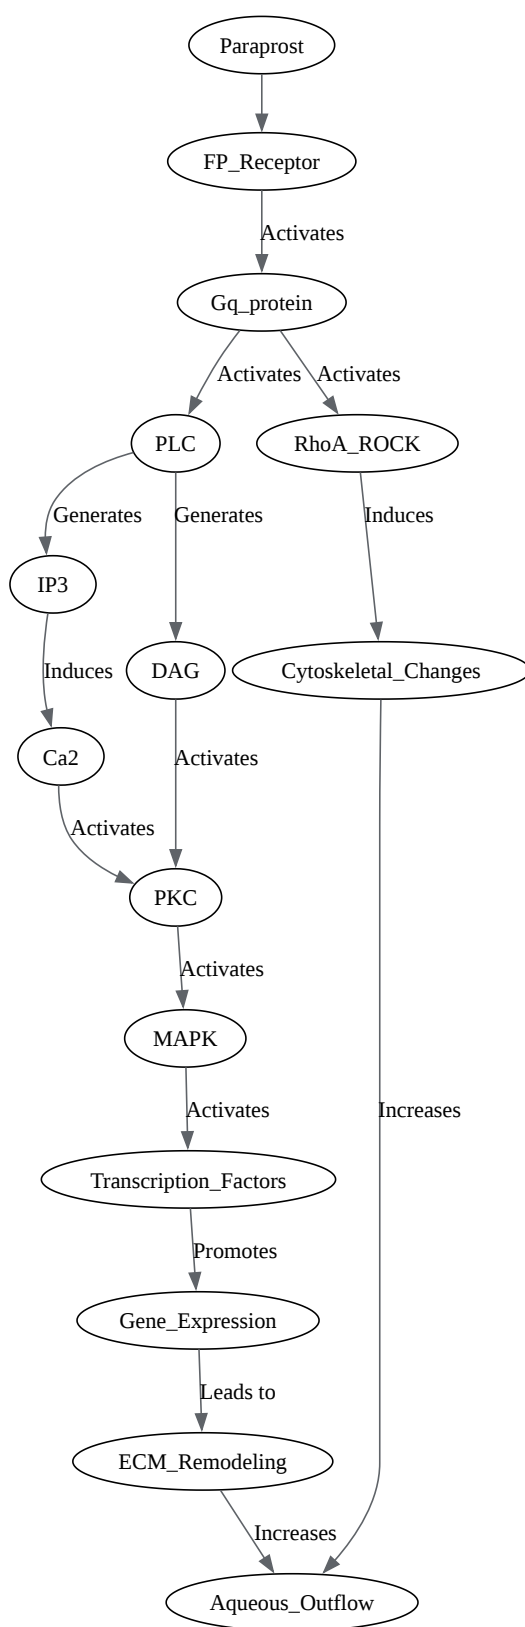 Paraprost
FP_Receptor
Activates
Gq_protein
Activates
Activates
PLC
RhoA_ROCK
Generates
Generates
Induces
IP3
DAG
Cytoskeletal_Changes
Induces
Ca2
Activates
Activates
PKC
Activates
MAPK
Activates
Increases
Transcription_Factors
Promotes
Gene_Expression
Leads to
ECM_Remodeling
Increases
Aqueous_Outflow